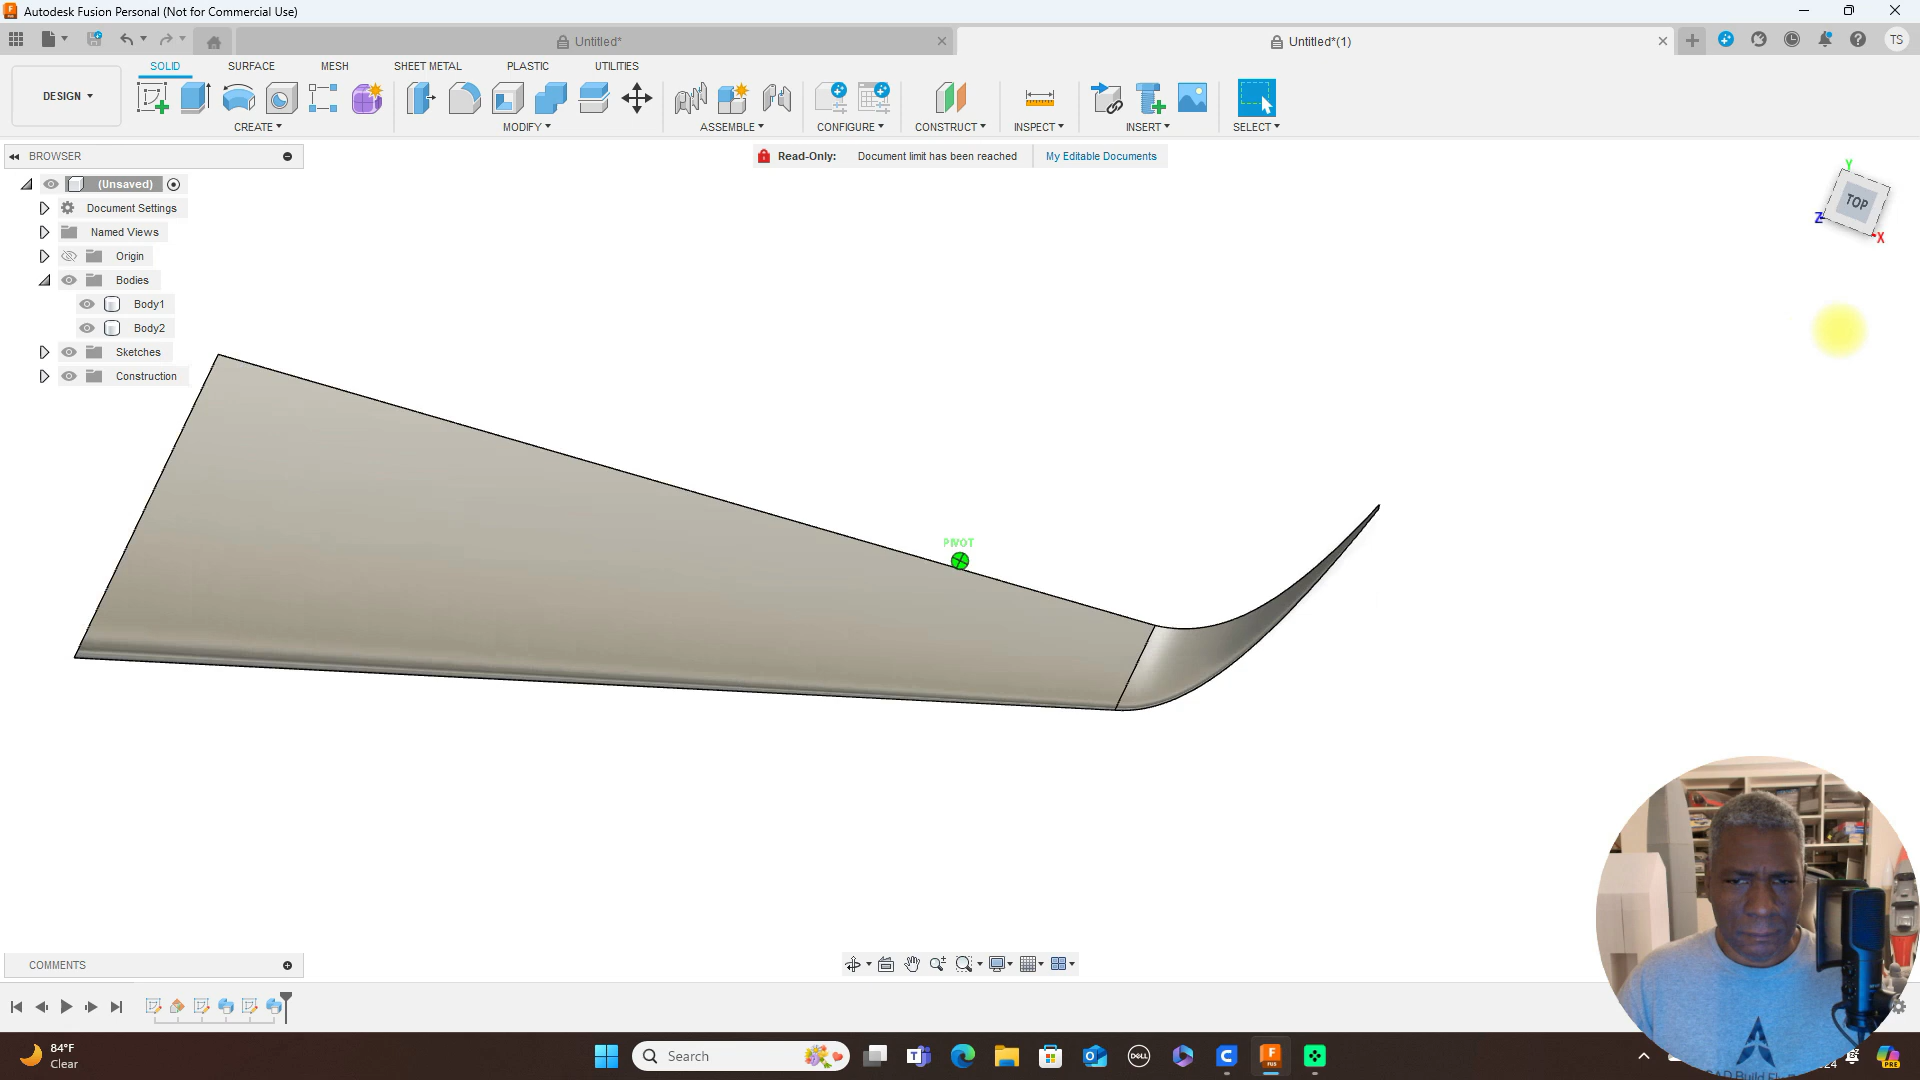 Autodesk Fusion Personal (Not for Commercial Use)
Untitled*
Untitled*(1)
TS
SOLID
SURFACE
MESH
SHEET METAL
PLASTIC
UTILITIES
DESIGN
CREATE
MODIFY
ASSEMBLE
CONFIGURE
CONSTRUCT
INSPECT
INSERT
SELECT
BROWSER
Read-Only:
Document limit has been reached
My Editable Documents
(Unsaved)
Document Settings
Named Views
Origin
Bodies
Body1
Body2
Sketches
Construction
Y
TOP
Z
X
PIVOT
COMMENTS
84°F
Clear
Search
DELL
PRE